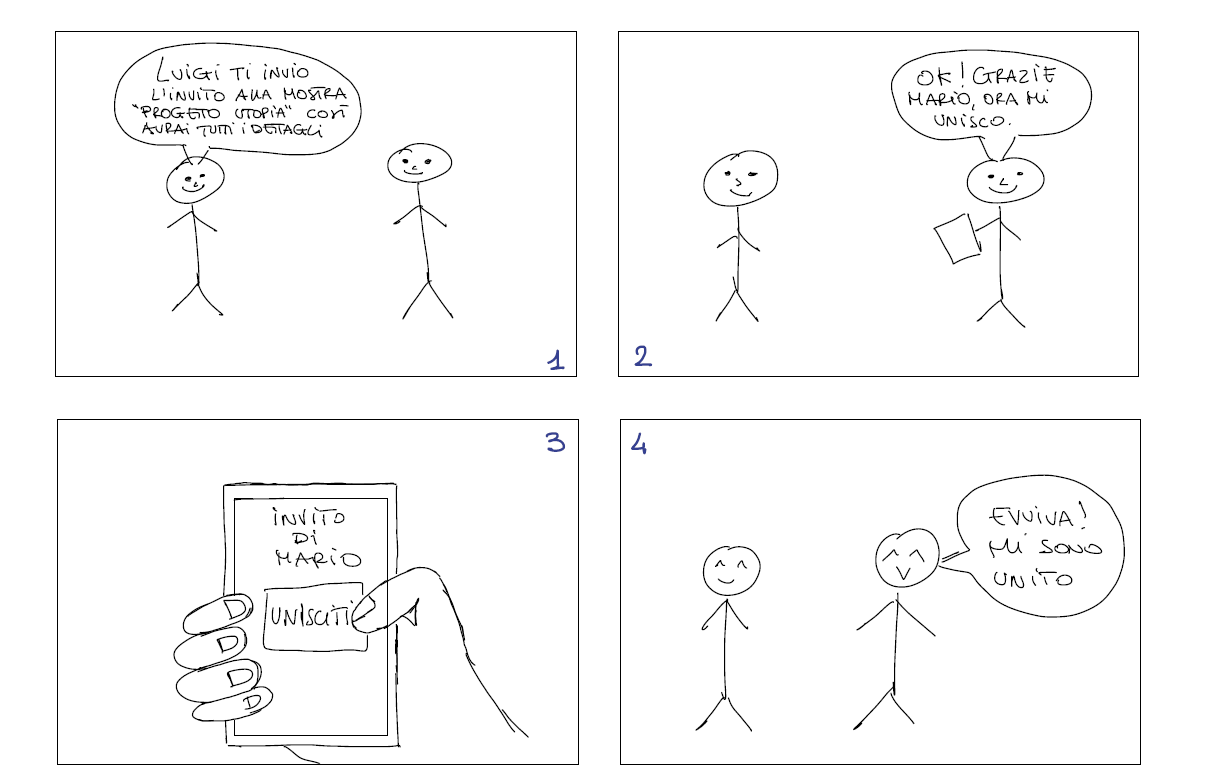 LUIGI TI INVIO
L'INVITO ALLA MOSTRA
"PROGETTO UTOPIA" COSÌ
AVRAI TUTTI I DETTAGLI
1
OK! GRAZIE
MARIO, ORA MI
UNISCO.
2
3
INVITO
DI
MARIO
UNISCITI
4
EVVIVA!
MI SONO
UNITO